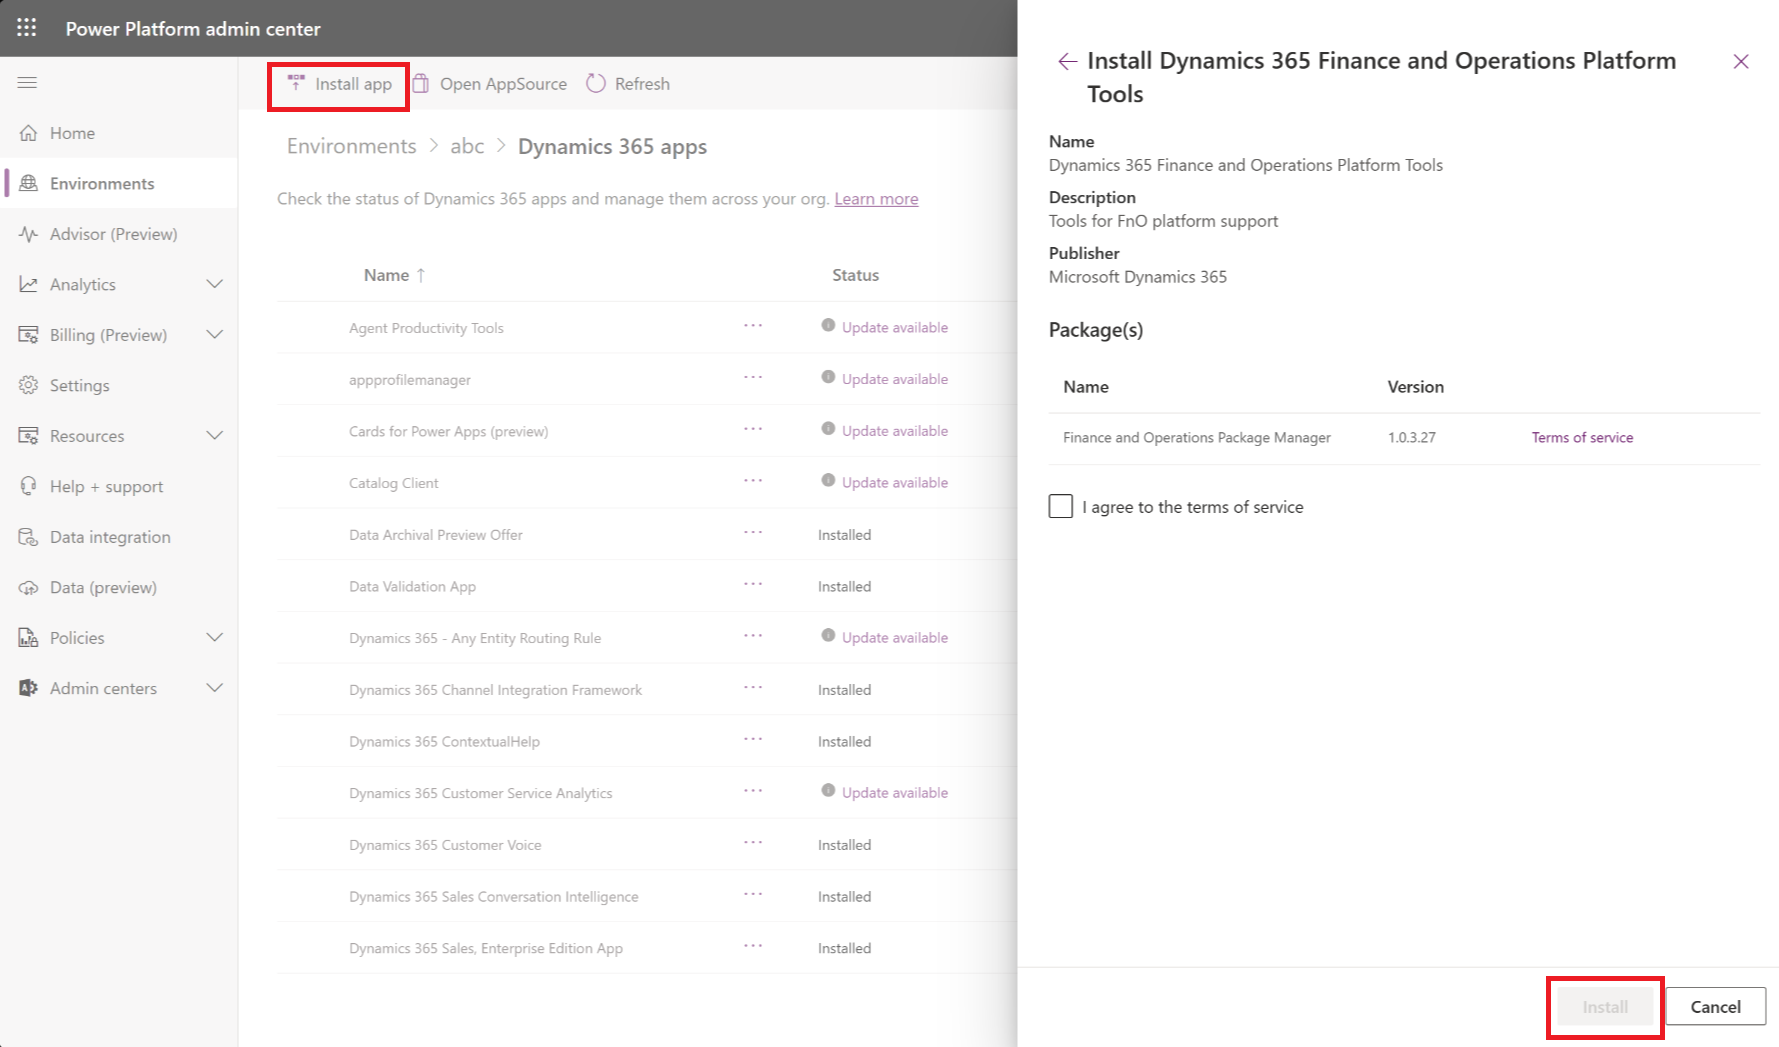 Power Platform admin center
Install app
Open AppSource
Refresh
Home
Environments
Advisor (Preview)
Analytics
Billing (Preview)
Settings
Resources
Help + support
Data integration
Data (preview)
Policies
Admin centers
Environments > abc > Dynamics 365 apps
Check the status of Dynamics 365 apps and manage them across your org. Learn more
Name ↑ Status
Agent Productivity Tools ... Update available
appprofilemanager ... Update available
Cards for Power Apps (preview) ... Update available
Catalog Client ... Update available
Data Archival Preview Offer ... Installed
Data Validation App ... Installed
Dynamics 365 - Any Entity Routing Rule ... Update available
Dynamics 365 Channel Integration Framework ... Installed
Dynamics 365 ContextualHelp ... Installed
Dynamics 365 Customer Service Analytics ... Update available
Dynamics 365 Customer Voice ... Installed
Dynamics 365 Sales Conversation Intelligence ... Installed
Dynamics 365 Sales, Enterprise Edition App ... Installed
Install Dynamics 365 Finance and Operations Platform
Tools
Name
Dynamics 365 Finance and Operations Platform Tools
Description
Tools for FnO platform support
Publisher
Microsoft Dynamics 365
Package(s)
Name Version
Finance and Operations Package Manager 1.0.3.27 Terms of service
I agree to the terms of service
Install
Cancel